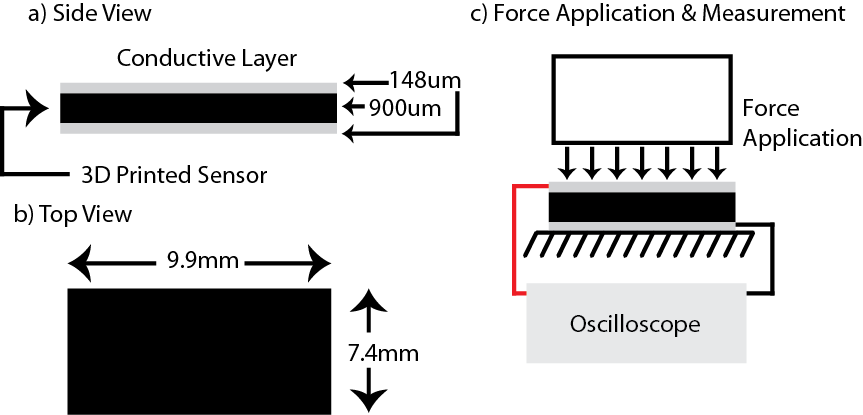 a) Side View
Conductive Layer
148um
900um
3D Printed Sensor
b) Top View
9.9mm
7.4mm
c) Force Application & Measurement
Force
Application
Oscilloscope